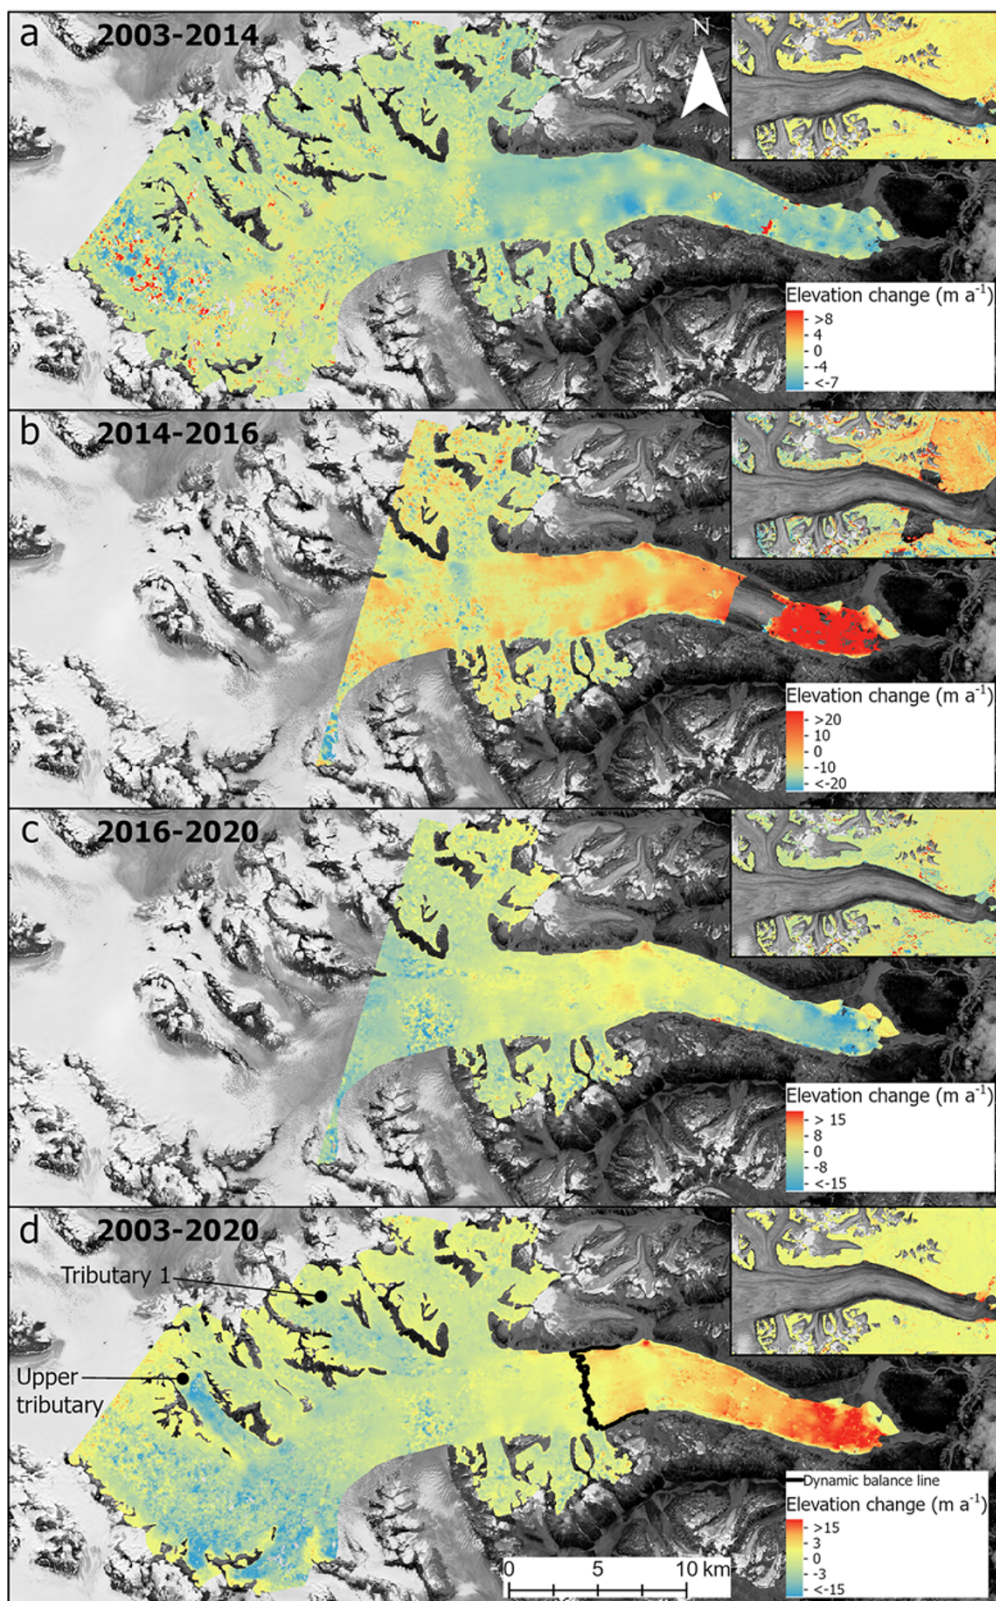 a 2003-2014
N
Elevation change (m a⁻¹)
>8
4
0
-4
<-7
b 2014-2016
Elevation change (m a⁻¹)
>20
10
0
-10
<-20
c 2016-2020
Elevation change (m a⁻¹)
> 15
8
0
-8
<-15
d 2003-2020
Tributary 1
Upper
tributary
Dynamic balance line
Elevation change (m a⁻¹)
>15
3
0
-3
<-15
0 5 10 km